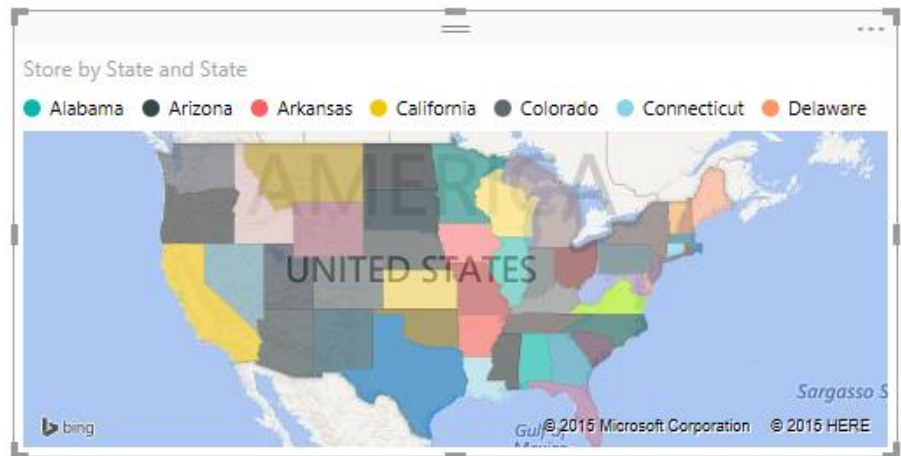 Store by State and State
Alabama Arizona Arkansas California Colorado Connecticut Delaware
AMERICA
UNITED STATES
Sargasso S
bing
Gulf of
© 2015 Microsoft Corporation © 2015 HERE
Mexico